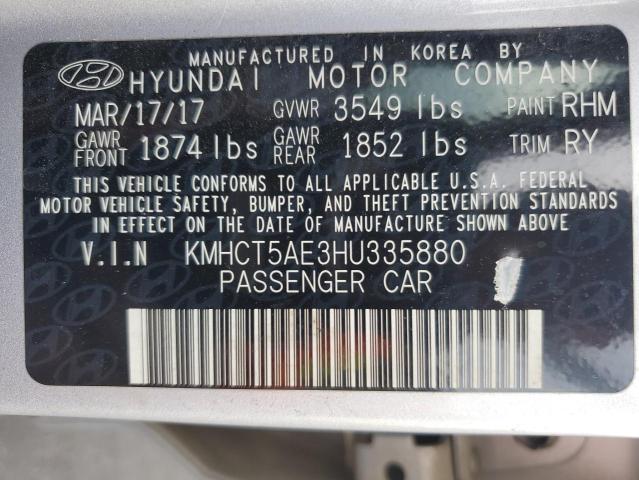 MANUFACTURED IN KOREA BY
HYUNDAI MOTOR COMPANY
MAR/17/17 GVWR 3549 lbs PAINT RHM
GAWR FRONT 1874 lbs GAWR REAR 1852 lbs TRIM RY
THIS VEHICLE CONFORMS TO ALL APPLICABLE U.S.A. FEDERAL
MOTOR VEHICLE SAFETY, BUMPER, AND THEFT PREVENTION STANDARDS
IN EFFECT ON THE DATE OF MANUFACTURE SHOWN ABOVE
V.I.N KMHCT5AE3HU335880
PASSENGER CAR